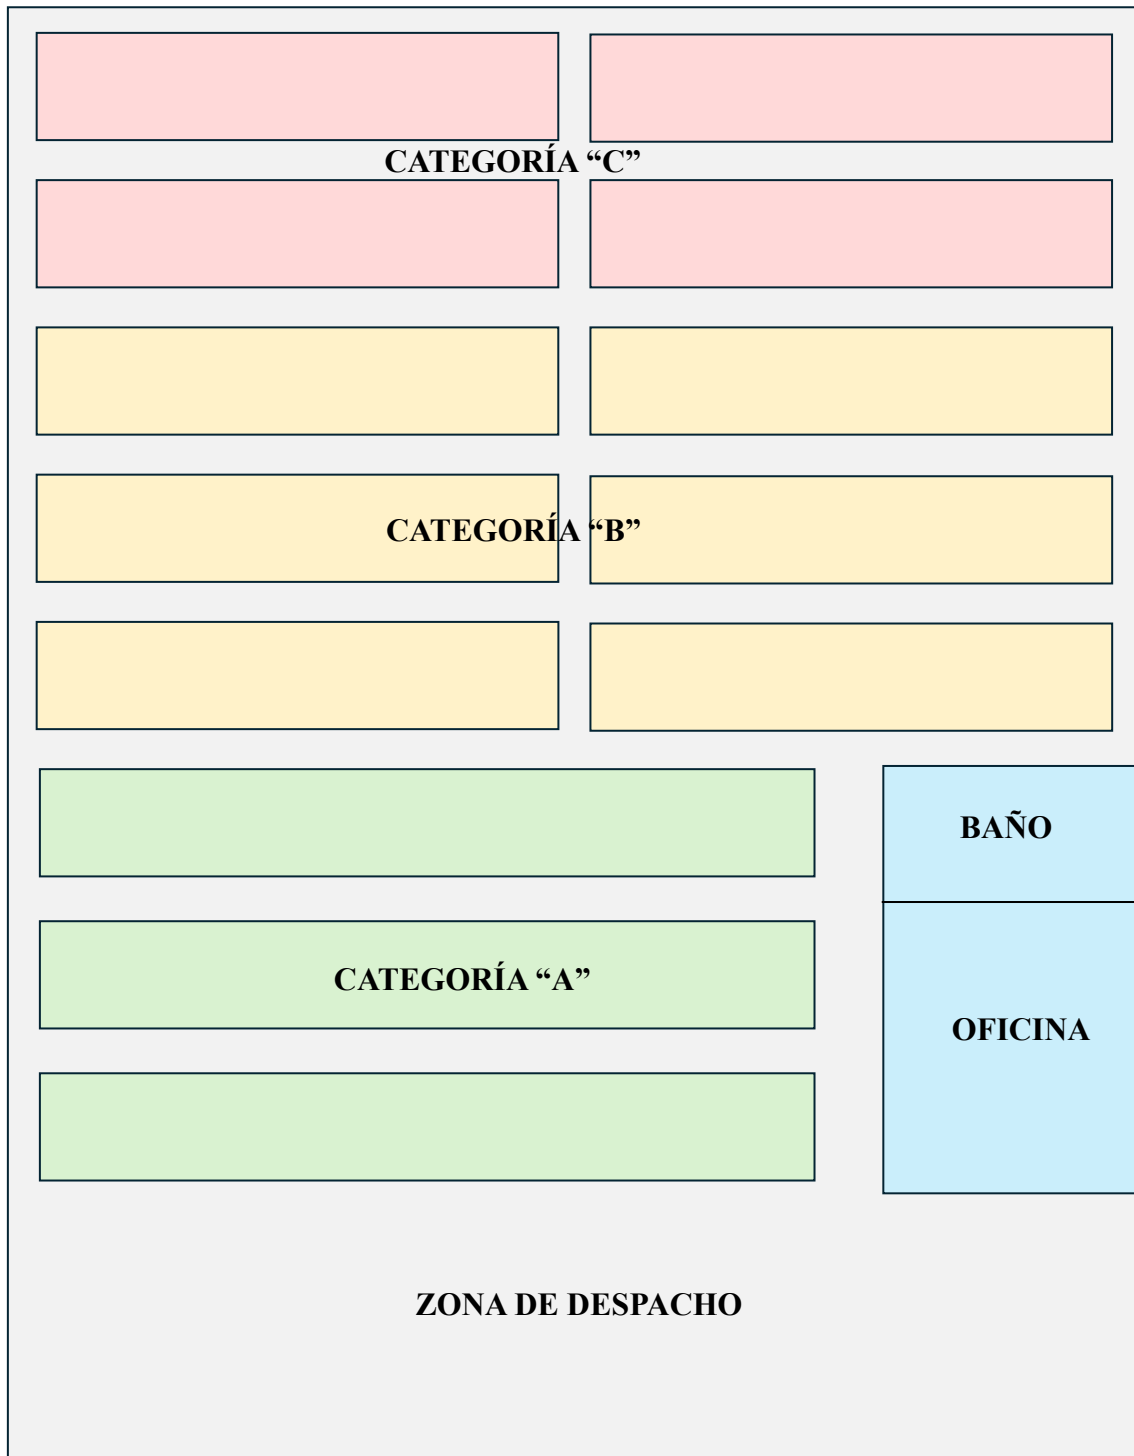 CATEGORÍA “C”
CATEGORÍA “B”
BAÑO
CATEGORÍA “A”
OFICINA
ZONA DE DESPACHO